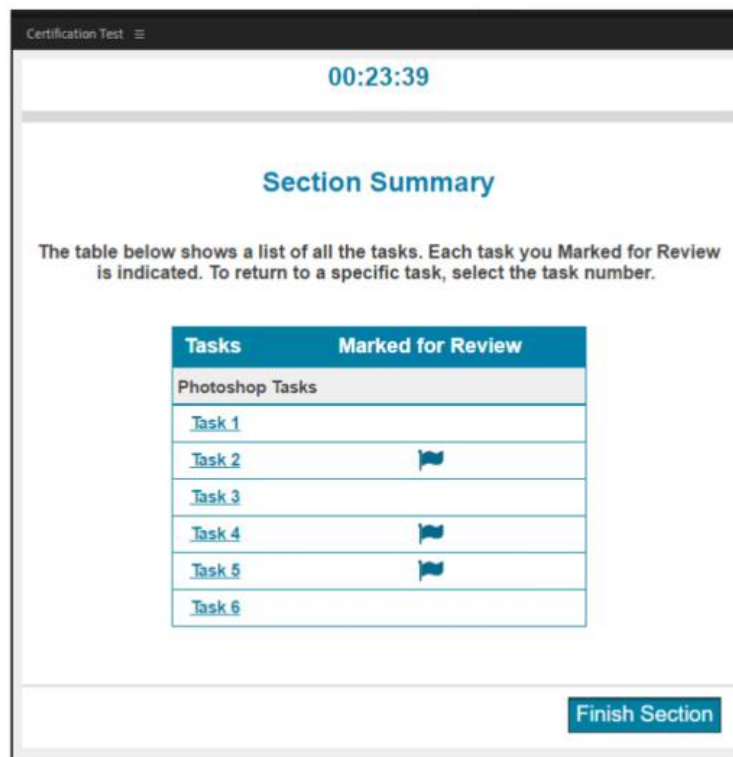 Certification Test
00:23:39
Section Summary
The table below shows a list of all the tasks. Each task you Marked for Review
is indicated. To return to a specific task, select the task number.
Tasks Marked for Review
Photoshop Tasks
Task 1
Task 2
Task 3
Task 4
Task 5
Task 6
Finish Section